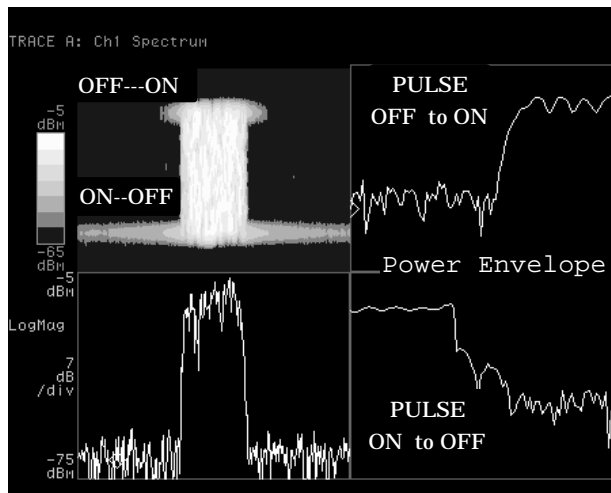 TRACE A: Ch1 Spectrum
OFF---ON
-5
dBm
ON--OFF
-65
dBm
PULSE
OFF to ON
Power Envelope
-5
dBm
LogMag
7
dB
/div
-75
dBm
PULSE
ON to OFF